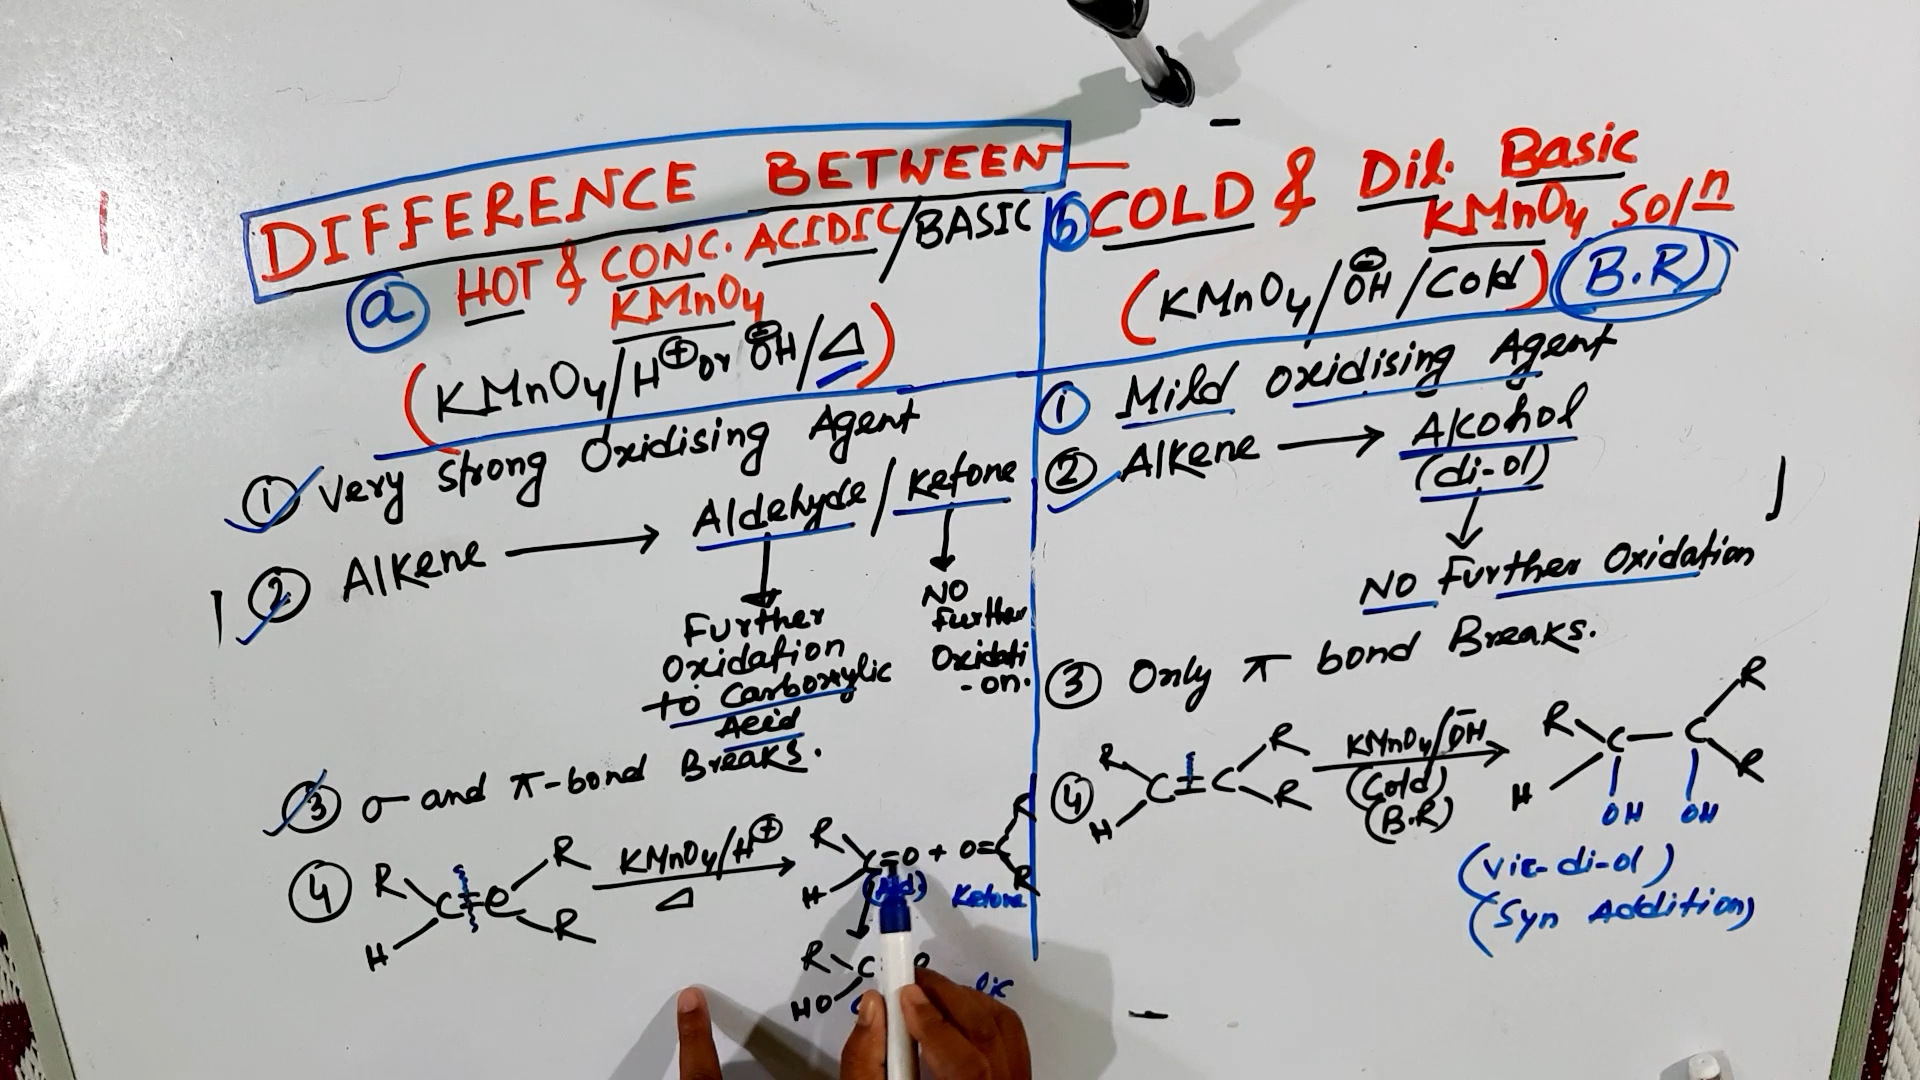 DIFFERENCE BETWEEN
ⓐ HOT & CONC. ACIDIC/BASIC
KMnO4
(KMnO4/H⊕ or ⊖OH/Δ)
① Very strong Oxidising Agent
② Alkene → Aldehyde / Ketone
Further
Oxidation
to Carboxylic
Acid
NO
Further
Oxidati
-on.
③ σ and π-bond Breaks.
④ R
H
C=C
R
R
KMnO4/H⊕
Δ
R
H
C=O + O=
R
R
Ketone
R
HO
C
ⓑ COLD & Dil. Basic
KMnO4 Soln
(KMnO4/⊖OH/Cold) (B.R)
① Mild oxidising Agent
② Alkene → Alcohol
(di-ol)
NO Further Oxidation
③ Only π bond Breaks.
④ R
H
C=C
R
R
KMnO4/OH
(Cold)
(B.R)
R
H
C—C
R
R
OH OH
(Vic-di-ol)
(Syn Addition)